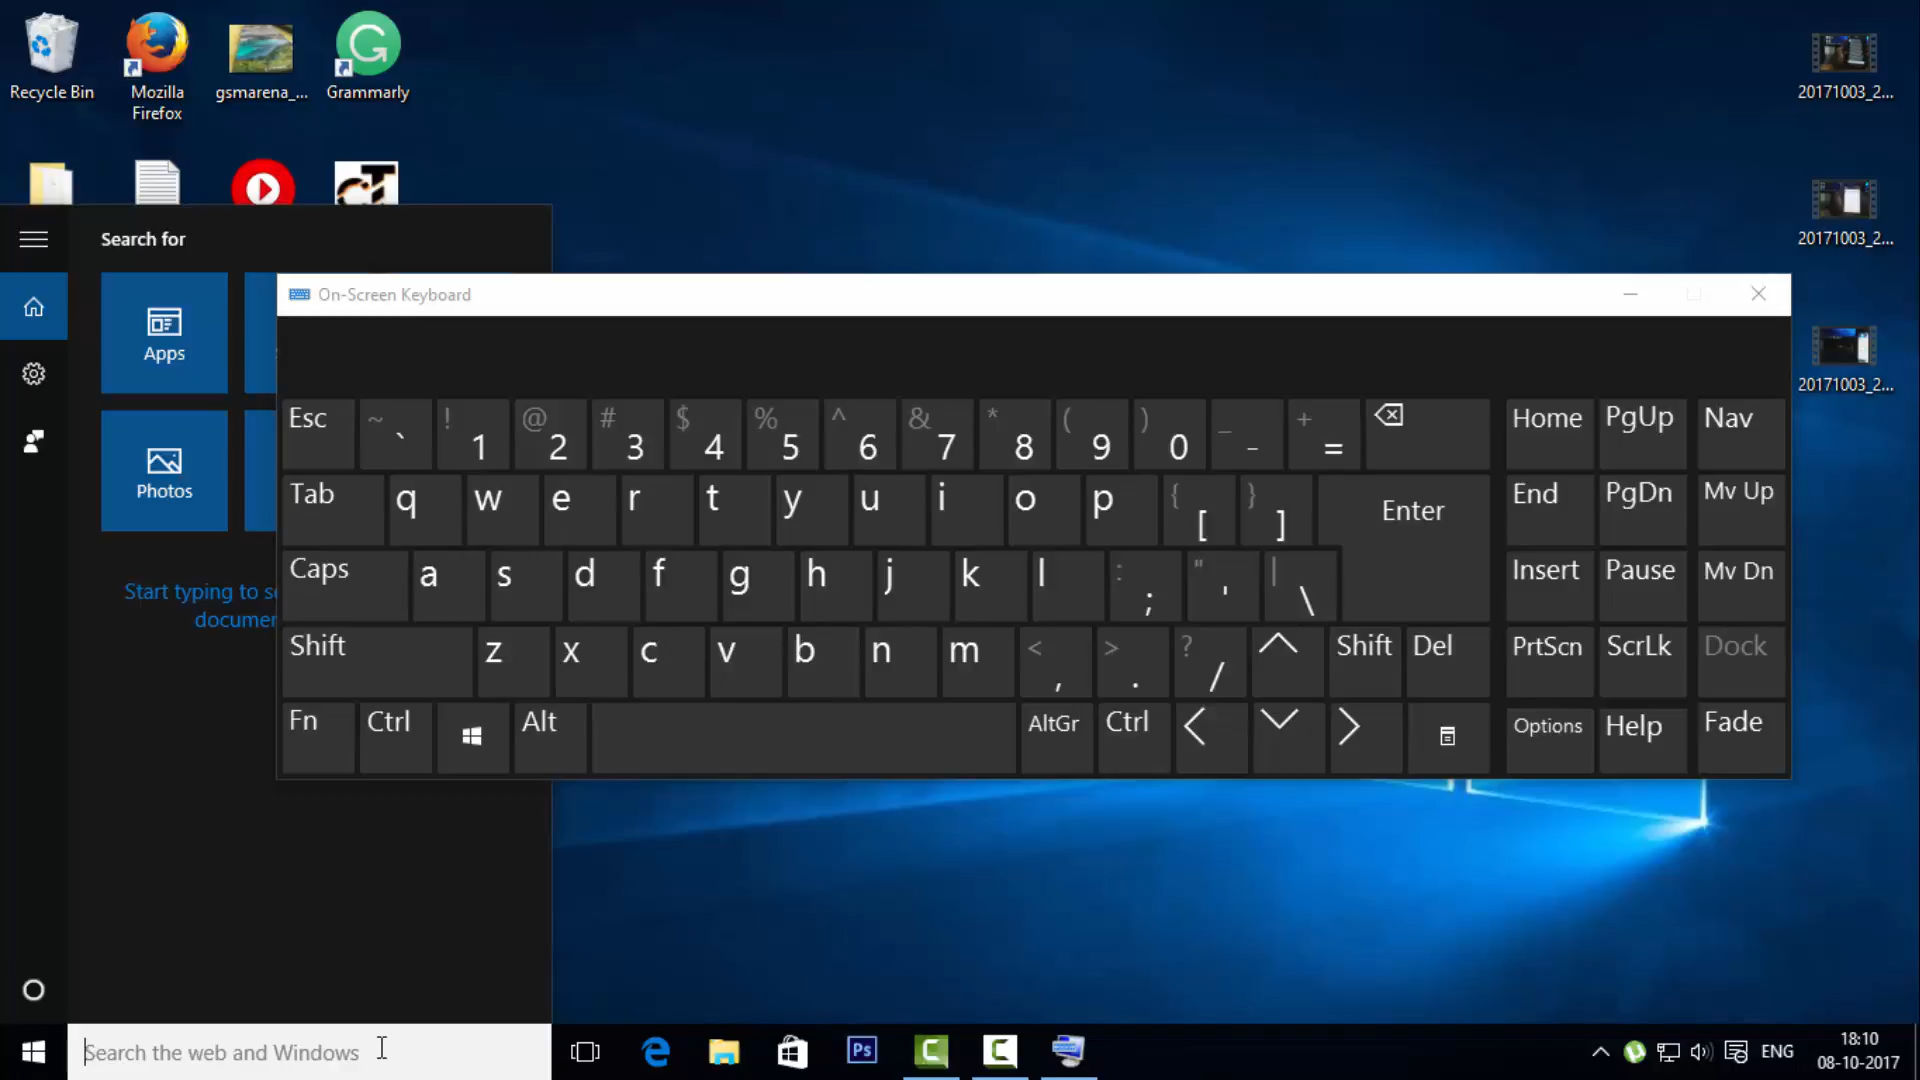 Recycle Bin
Mozilla
Firefox
gsmarena_...
Grammarly
20171003_2...
20171003_2...
20171003_2...
Search for
Apps
Photos
Start typing to s
documen
On-Screen Keyboard
Esc ~ ` ! 1 @ 2 # 3 $ 4 % 5 ^ 6 & 7 * 8 ( 9 ) 0 _ - + = Home PgUp Nav
Tab q w e r t y u i o p { [ } ] Enter End PgDn Mv Up
Caps a s d f g h j k l : ; " ' | \ Insert Pause Mv Dn
Shift z x c v b n m < , > . ? / Shift Del PrtScn ScrLk Dock
Fn Ctrl Alt AltGr Ctrl Options Help Fade
Search the web and Windows
Ps
ENG
18:10
08-10-2017